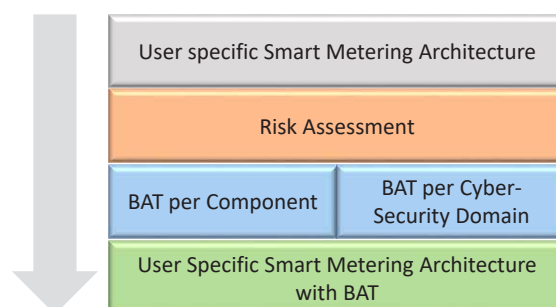 User specific Smart Metering Architecture
Risk Assessment
BAT per Component
BAT per Cyber-
Security Domain
User Specific Smart Metering Architecture
with BAT